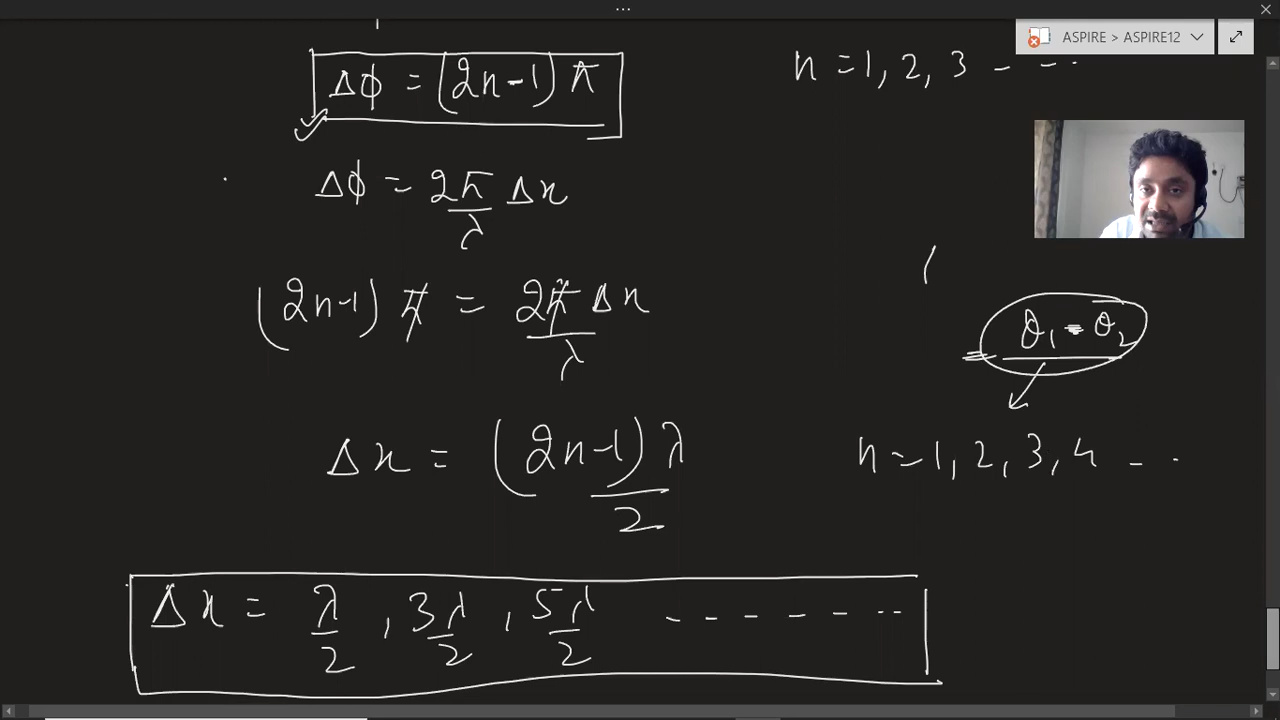 ASPIRE > ASPIRE12
Δϕ = (2n-1) π
n = 1, 2, 3 - - - ·
Δϕ = 2π/λ Δx
(2n-1) π = 2π/λ Δx
θ₁ = θ₂
Δx = (2n-1) λ/2
n = 1, 2, 3, 4 - - ·
Δx = λ/2 , 3λ/2 , 5λ/2 - - - - - - - -